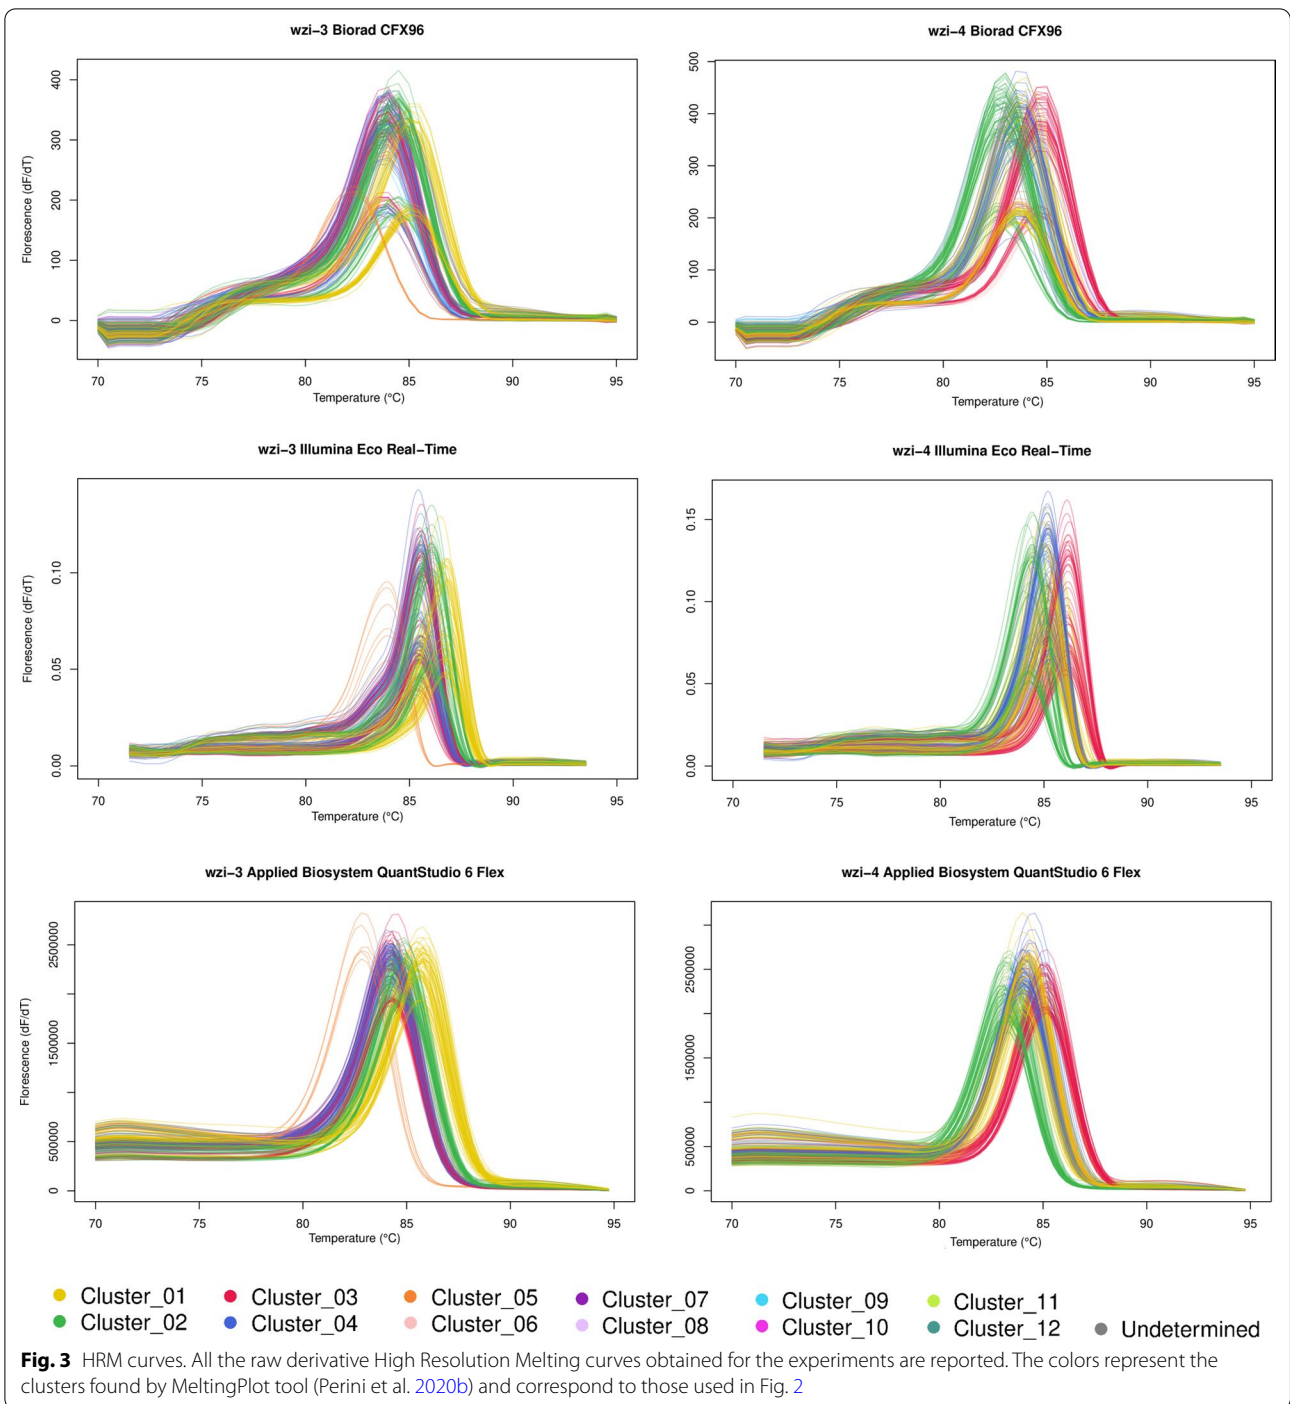 wzi−3 Biorad CFX96
Florescence (dF/dT)
400
300
200
100
0
70 75 80 85 90 95
Temperature (°C)
wzi−4 Biorad CFX96
500
400
300
200
100
0
70 75 80 85 90 95
Temperature (°C)
wzi−3 Illumina Eco Real−Time
Florescence (dF/dT)
0.10
0.05
0.00
70 75 80 85 90 95
Temperature (°C)
wzi−4 Illumina Eco Real−Time
0.15
0.10
0.05
0.00
70 75 80 85 90 95
Temperature (°C)
wzi−3 Applied Biosystem QuantStudio 6 Flex
Florescence (dF/dT)
2500000
1500000
500000
0
70 75 80 85 90 95
Temperature (°C)
wzi−4 Applied Biosystem QuantStudio 6 Flex
2500000
1500000
500000
0
70 75 80 85 90 95
Temperature (°C)
Cluster_01 Cluster_03 Cluster_05 Cluster_07 Cluster_09 Cluster_11
Cluster_02 Cluster_04 Cluster_06 Cluster_08 Cluster_10 Cluster_12 Undetermined
Fig. 3 HRM curves. All the raw derivative High Resolution Melting curves obtained for the experiments are reported. The colors represent the
clusters found by MeltingPlot tool (Perini et al. 2020b) and correspond to those used in Fig. 2